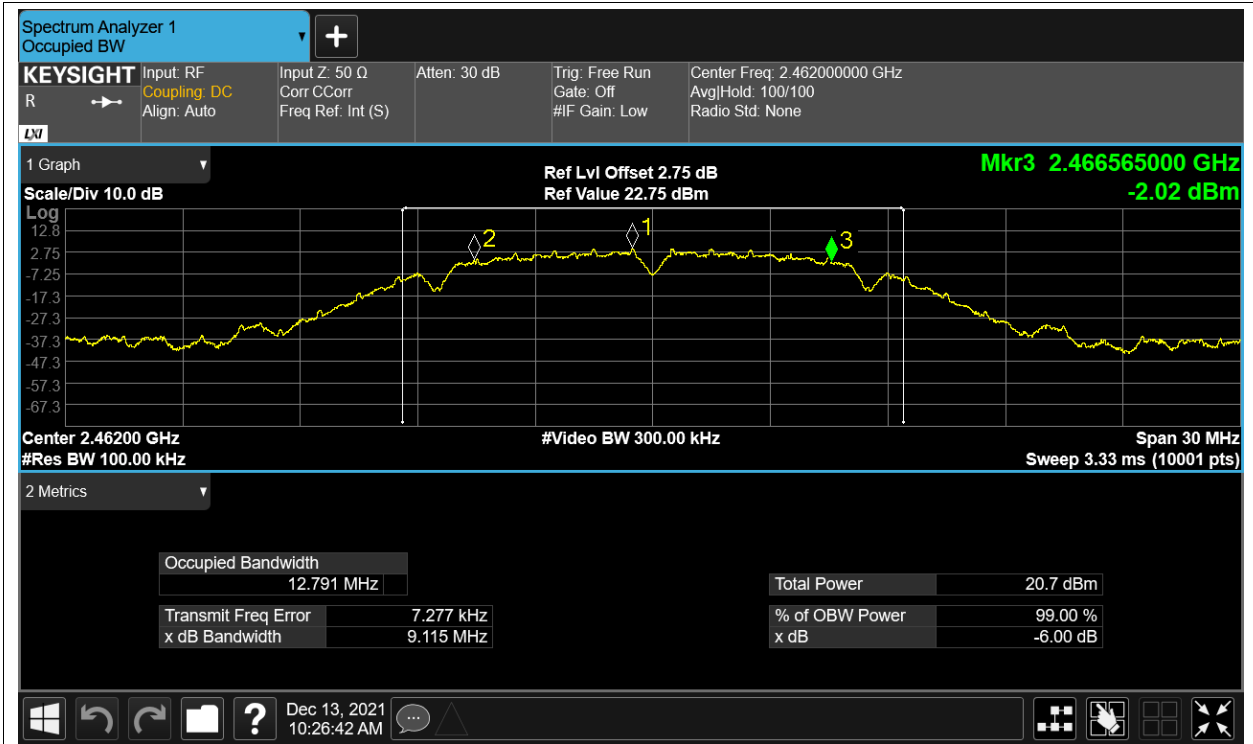 Spectrum Analyzer 1
Occupied BW
▼
+
KEYSIGHT
R
LXI
Input: RF
Coupling: DC
Align: Auto
Input Z: 50 Ω
Corr CCorr
Freq Ref: Int (S)
Atten: 30 dB
Trig: Free Run
Gate: Off
#IF Gain: Low
Center Freq: 2.462000000 GHz
Avg|Hold: 100/100
Radio Std: None
1 Graph ▼
Scale/Div 10.0 dB
Ref Lvl Offset 2.75 dB
Ref Value 22.75 dBm
Mkr3 2.466565000 GHz
-2.02 dBm
Log
12.8
2.75
-7.25
-17.3
-27.3
-37.3
-47.3
-57.3
-67.3
2
1
3
Center 2.46200 GHz
#Video BW 300.00 kHz
Span 30 MHz
#Res BW 100.00 kHz
Sweep 3.33 ms (10001 pts)
2 Metrics ▼
Occupied Bandwidth
12.791 MHz
Transmit Freq Error 7.277 kHz
x dB Bandwidth 9.115 MHz
Total Power 20.7 dBm
% of OBW Power 99.00 %
x dB -6.00 dB
?
Dec 13, 2021
10:26:42 AM
...